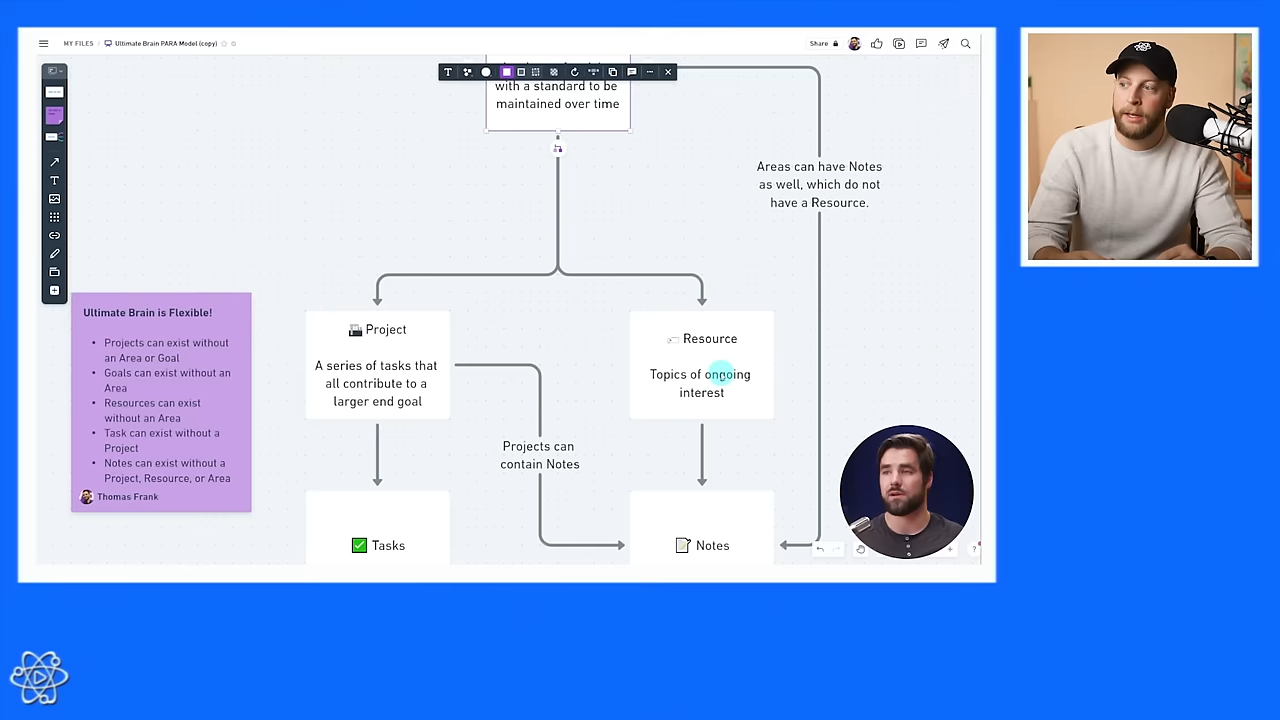 MY FILES / Ultimate Brain PARA Model (copy)
Share
with a standard to be
maintained over time
Areas can have Notes
as well, which do not
have a Resource.
Ultimate Brain is Flexible!
• Projects can exist without
an Area or Goal
• Goals can exist without an
Area
• Resources can exist
without an Area
• Task can exist without a
Project
• Notes can exist without a
Project, Resource, or Area
Thomas Frank
Project
A series of tasks that
all contribute to a
larger end goal
Resource
Topics of ongoing
interest
Projects can
contain Notes
Tasks
Notes